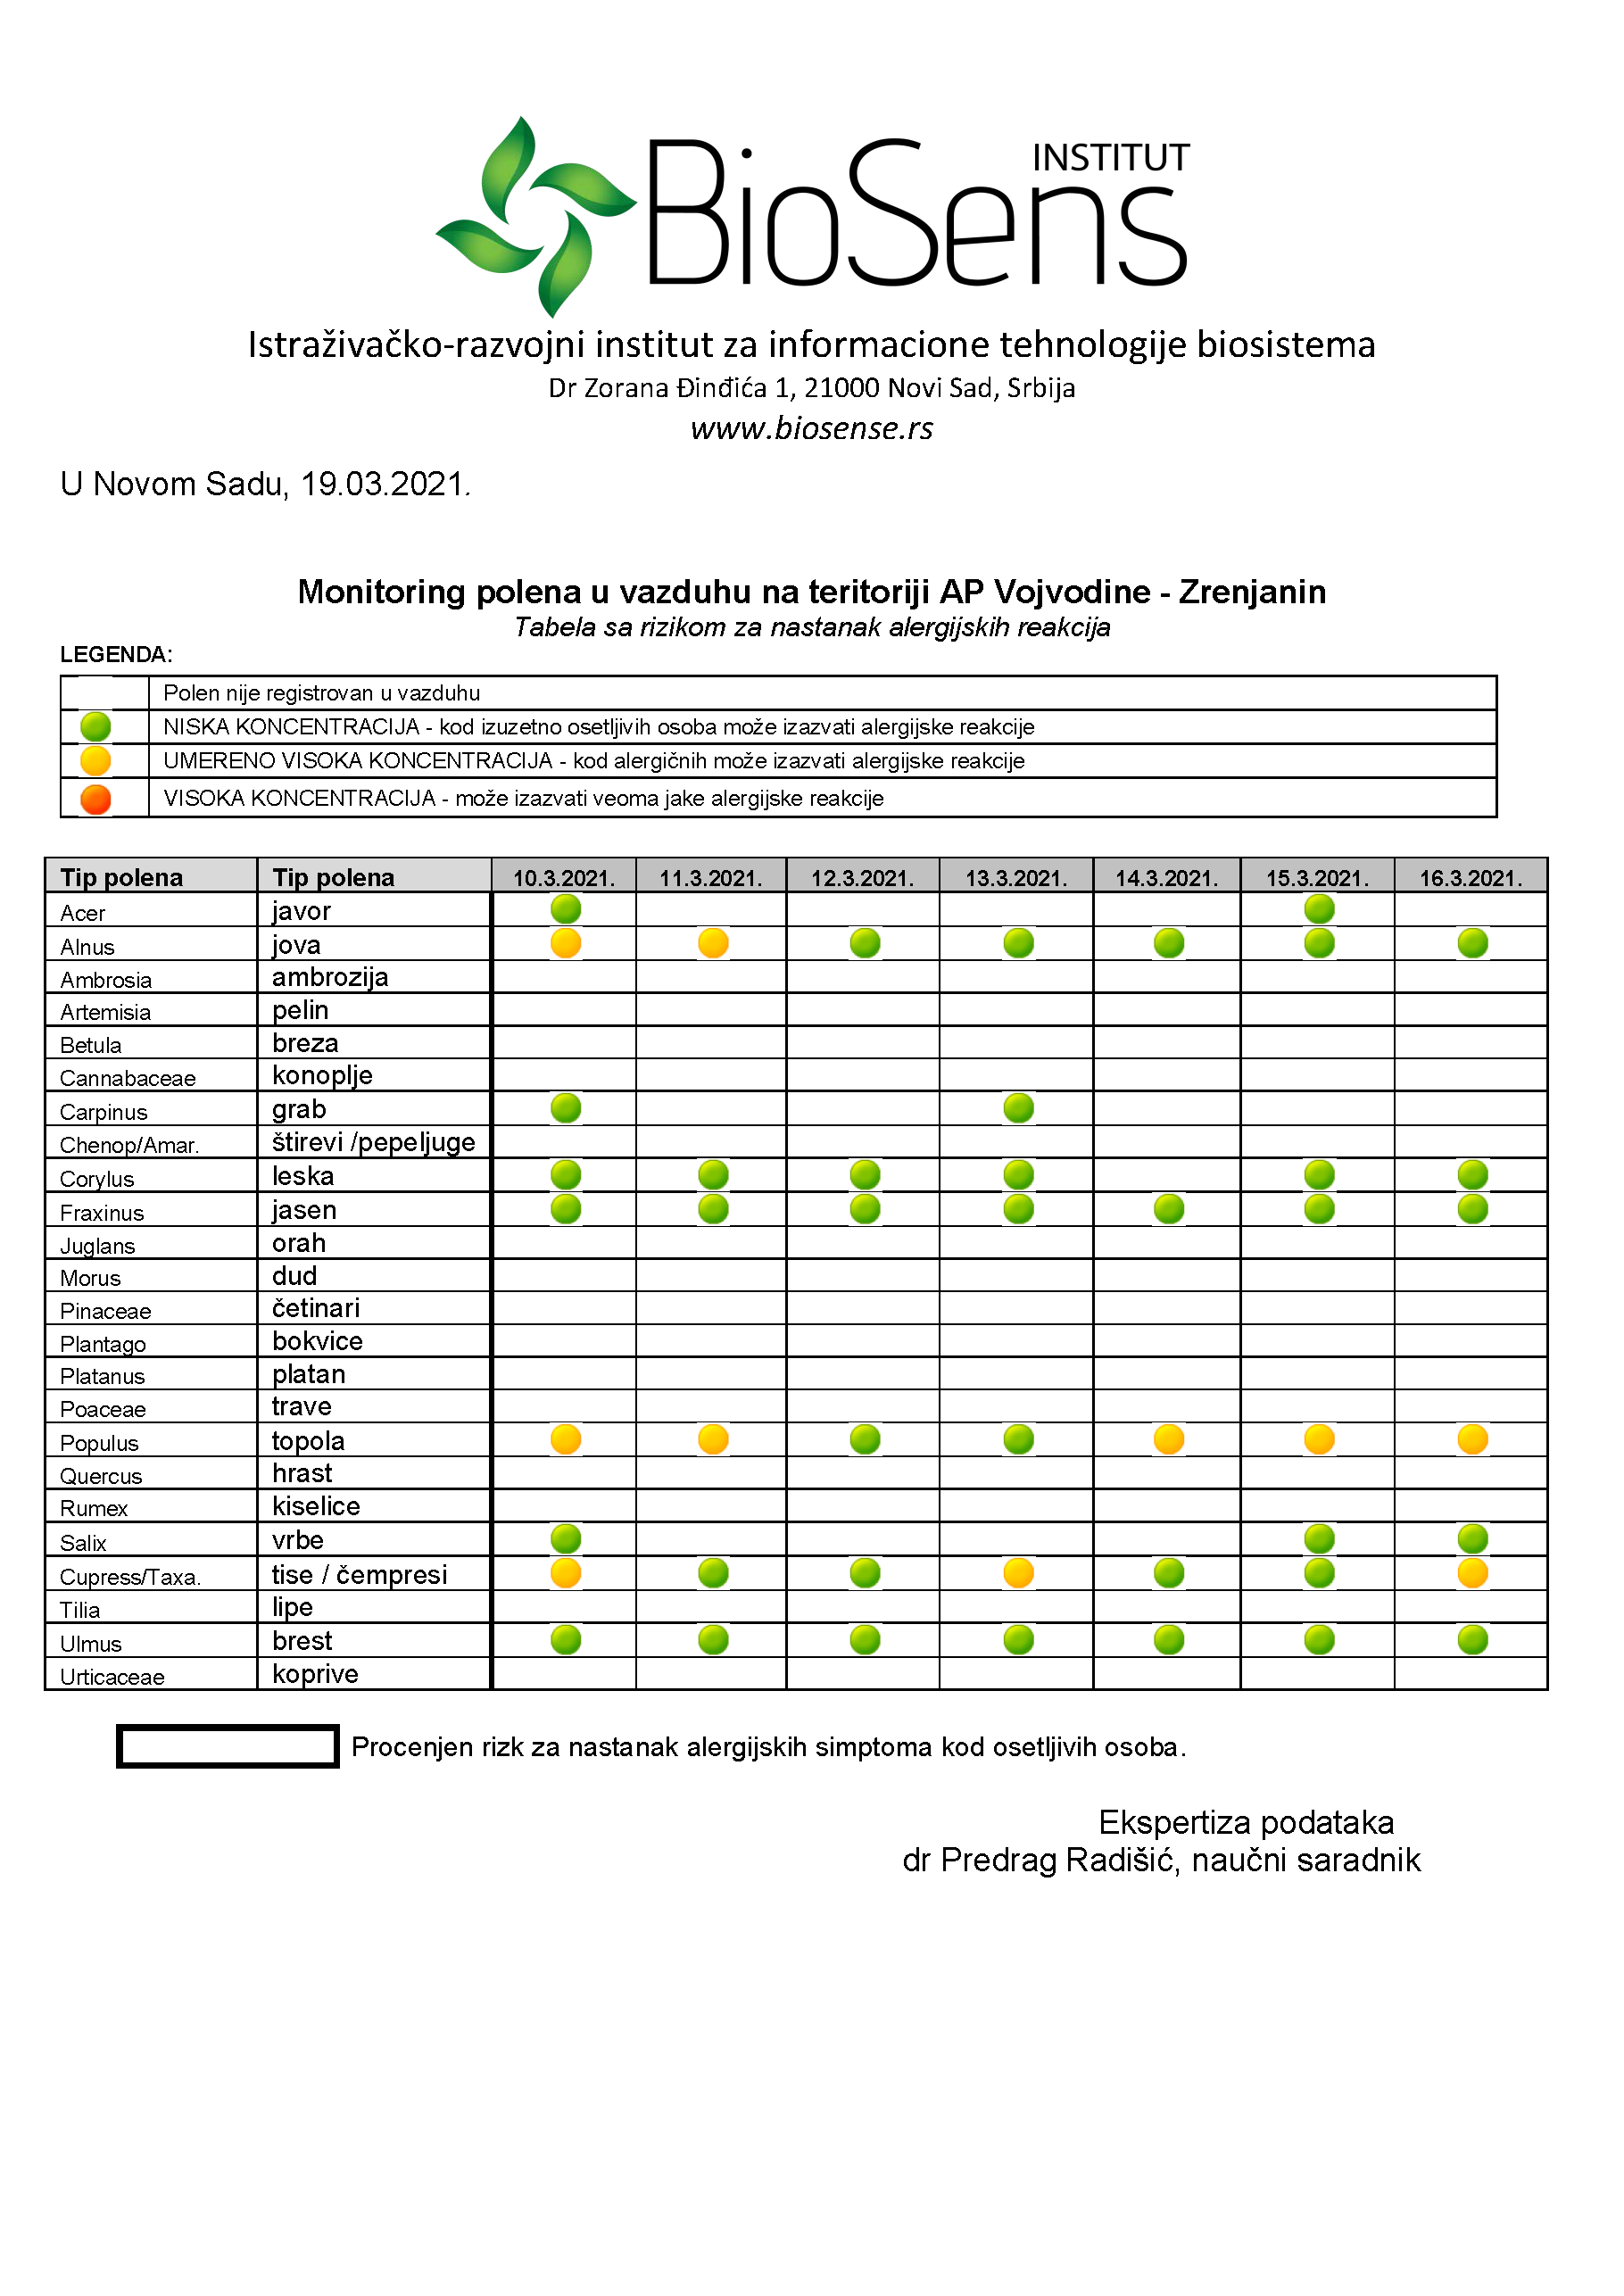 BioSens INSTITUT
Istraživačko-razvojni institut za informacione tehnologije biosistema
Dr Zorana Đinđića 1, 21000 Novi Sad, Srbija
www.biosense.rs
U Novom Sadu, 19.03.2021.
Monitoring polena u vazduhu na teritoriji AP Vojvodine - Zrenjanin
Tabela sa rizikom za nastanak alergijskih reakcija
LEGENDA:
Polen nije registrovan u vazduhu
NISKA KONCENTRACIJA - kod izuzetno osetljivih osoba može izazvati alergijske reakcije
UMERENO VISOKA KONCENTRACIJA - kod alergičnih može izazvati alergijske reakcije
VISOKA KONCENTRACIJA - može izazvati veoma jake alergijske reakcije
Tip polena Tip polena 10.3.2021. 11.3.2021. 12.3.2021. 13.3.2021. 14.3.2021. 15.3.2021. 16.3.2021.
Acer javor
Alnus jova
Ambrosia ambrozija
Artemisia pelin
Betula breza
Cannabaceae konoplje
Carpinus grab
Chenop/Amar. štirevi /pepeljuge
Corylus leska
Fraxinus jasen
Juglans orah
Morus dud
Pinaceae četinari
Plantago bokvice
Platanus platan
Poaceae trave
Populus topola
Quercus hrast
Rumex kiselice
Salix vrbe
Cupress/Taxa. tise / čempresi
Tilia lipe
Ulmus brest
Urticaceae koprive
Procenjen rizk za nastanak alergijskih simptoma kod osetljivih osoba.
Ekspertiza podataka
dr Predrag Radišić, naučni saradnik